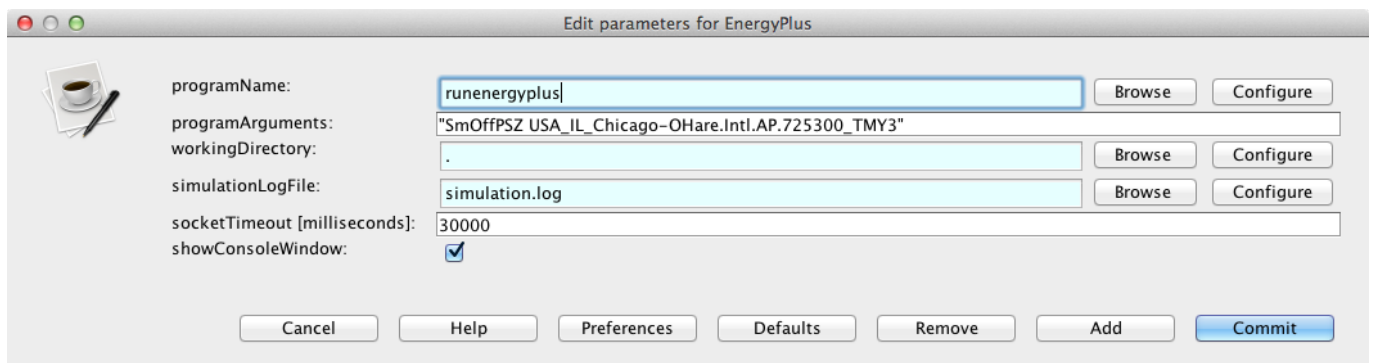 Edit parameters for EnergyPlus
programName: runenergyplus Browse Configure
programArguments: "SmOffPSZ USA_IL_Chicago-OHare.Intl.AP.725300_TMY3"
workingDirectory: . Browse Configure
simulationLogFile: simulation.log Browse Configure
socketTimeout [milliseconds]: 30000
showConsoleWindow:
Cancel Help Preferences Defaults Remove Add Commit